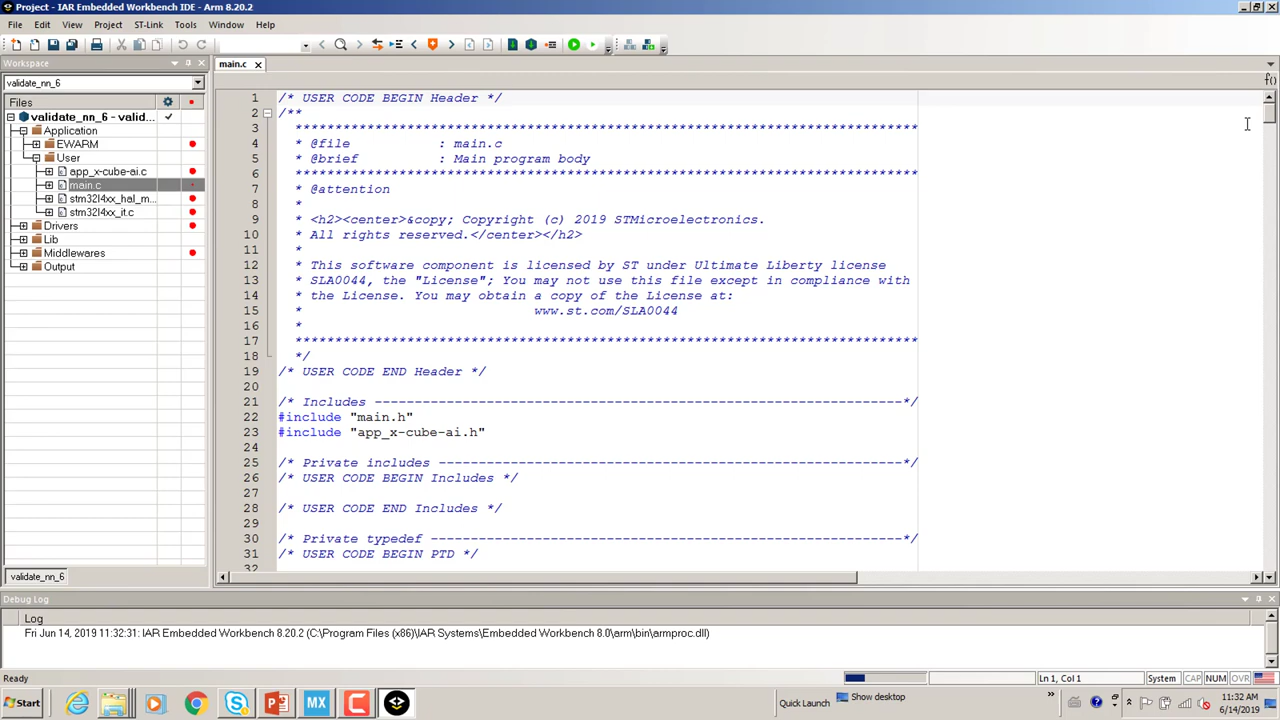 Project - IAR Embedded Workbench IDE - Arm 8.20.2
File Edit View Project ST-Link Tools Window Help
Workspace
main.c
validate_nn_6
Files
validate_nn_6 - valid...
Application
EWARM
User
app_x-cube-ai.c
main.c
stm32l4xx_hal_m...
stm32l4xx_it.c
Drivers
Lib
Middlewares
Output
validate_nn_6
1 /* USER CODE BEGIN Header */
2 /**
3 ******************************************************************************
4 * @file : main.c
5 * @brief : Main program body
6 ******************************************************************************
7 * @attention
8 *
9 * <h2><center>&copy; Copyright (c) 2019 STMicroelectronics.
10 * All rights reserved.</center></h2>
11 *
12 * This software component is licensed by ST under Ultimate Liberty license
13 * SLA0044, the "License"; You may not use this file except in compliance with
14 * the License. You may obtain a copy of the License at:
15 * www.st.com/SLA0044
16 *
17 ******************************************************************************
18 */
19 /* USER CODE END Header */
20
21 /* Includes ------------------------------------------------------------------*/
22 #include "main.h"
23 #include "app_x-cube-ai.h"
24
25 /* Private includes ----------------------------------------------------------*/
26 /* USER CODE BEGIN Includes */
27
28 /* USER CODE END Includes */
29
30 /* Private typedef -----------------------------------------------------------*/
31 /* USER CODE BEGIN PTD */
32
Debug Log
Log
Fri Jun 14, 2019 11:32:31: IAR Embedded Workbench 8.20.2 (C:\Program Files (x86)\IAR Systems\Embedded Workbench 8.0\arm\bin\armproc.dll)
Ready
Ln 1, Col 1
System
CAP NUM OVR
Start
MX
Quick Launch
Show desktop
11:32 AM
6/14/2019